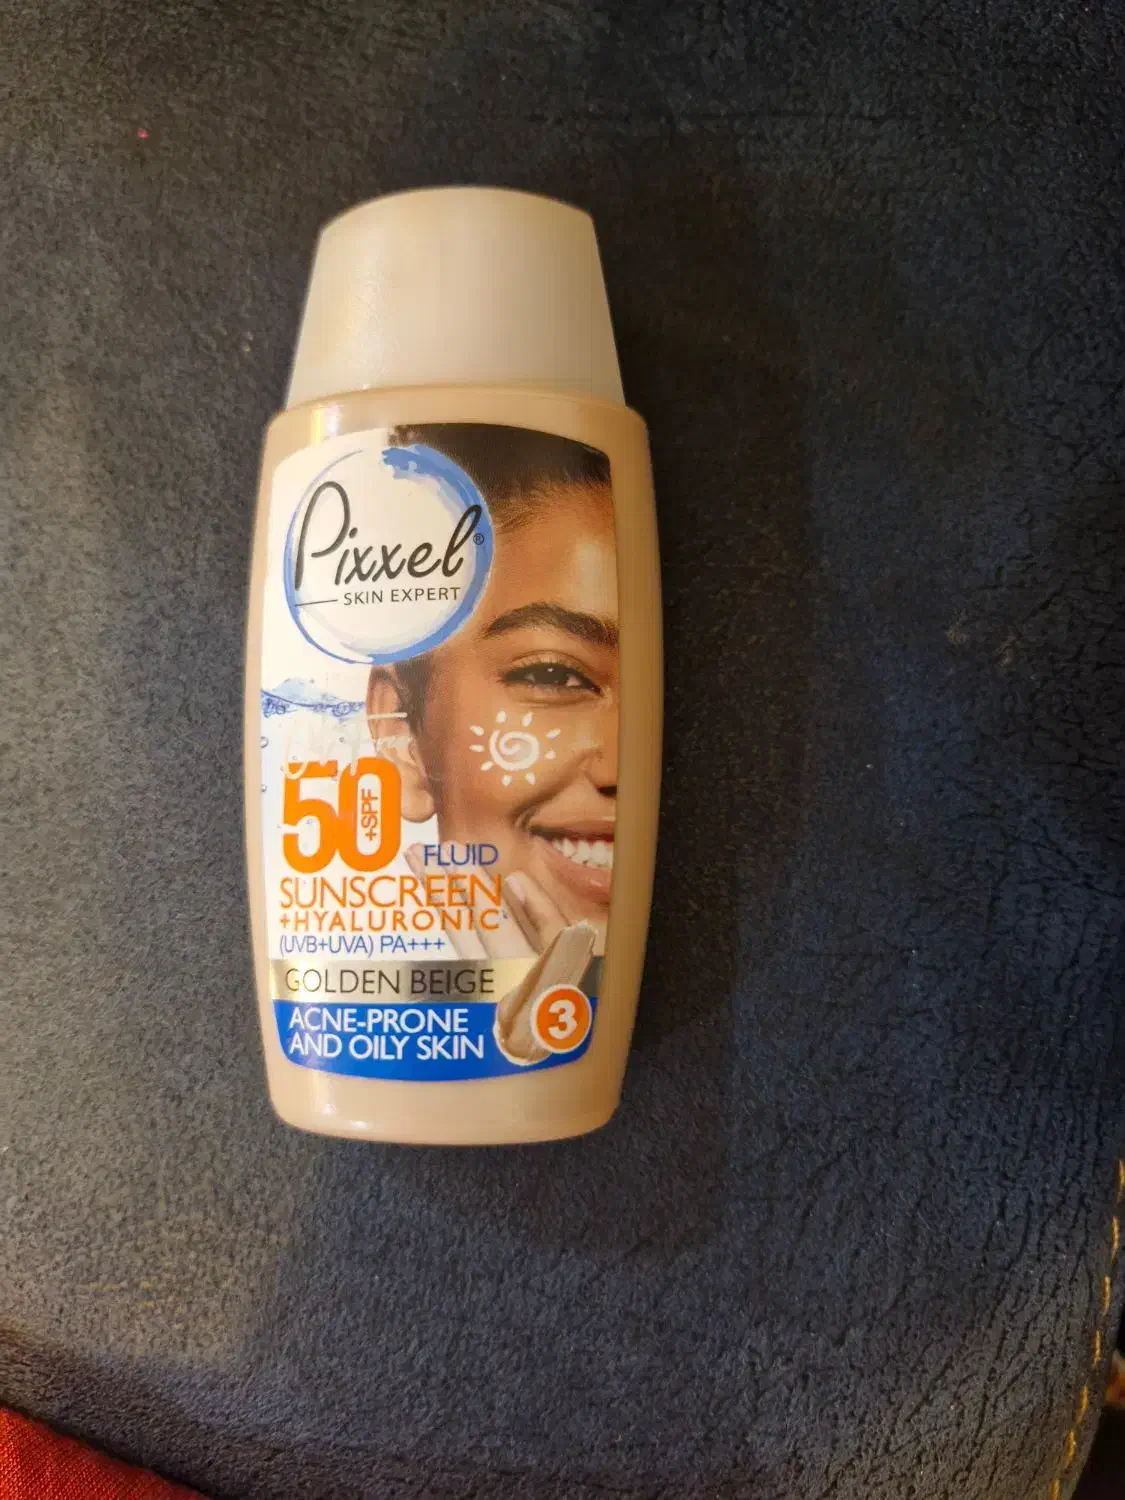 Pixxel®
SKIN EXPERT
50
+SPF
FLUID
SUNSCREEN
+HYALURONIC
(UVB+UVA) PA+++
GOLDEN BEIGE
ACNE-PRONE
AND OILY SKIN
3